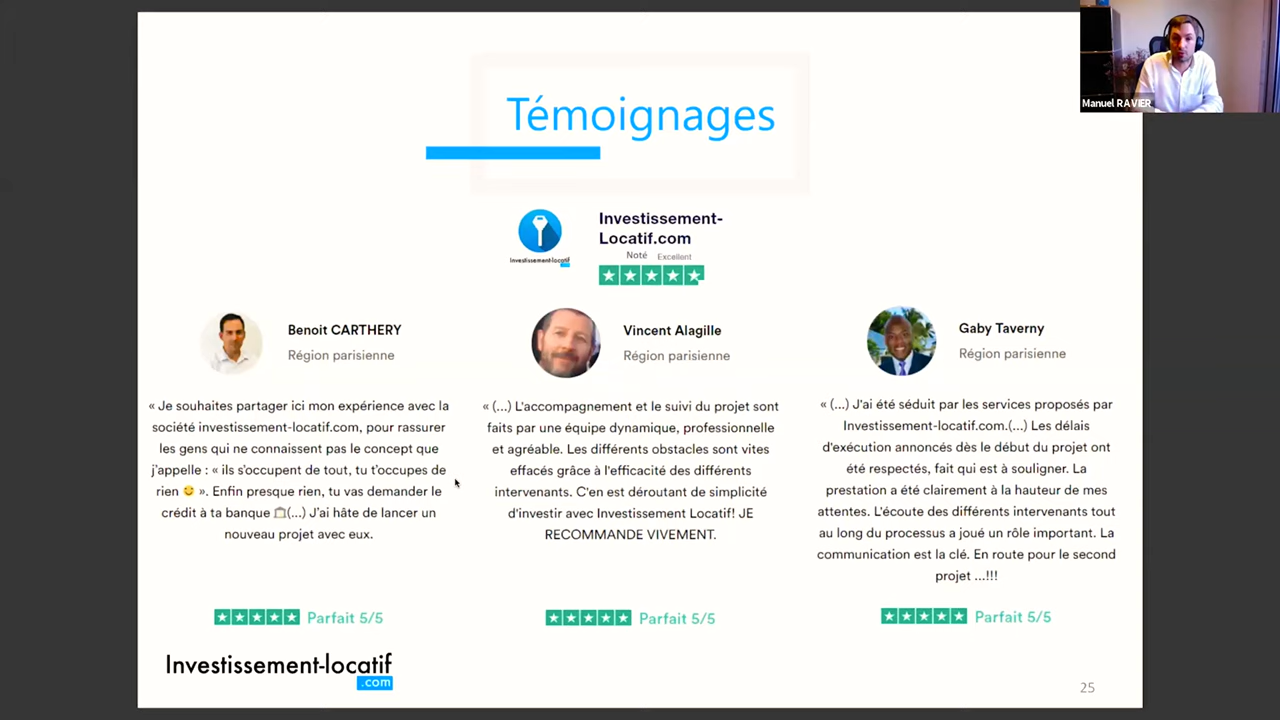 Témoignages
Manuel RAVIER
Investissement-
Locatif.com
Noté Excellent
Investissement-locatif
Benoit CARTHERY
Région parisienne
« Je souhaites partager ici mon expérience avec la
société investissement-locatif.com, pour rassurer
les gens qui ne connaissent pas le concept que
j'appelle : « ils s'occupent de tout, tu t'occupes de
rien 😊 ». Enfin presque rien, tu vas demander le
crédit à ta banque 🏛(...) J'ai hâte de lancer un
nouveau projet avec eux.
Parfait 5/5
Vincent Alagille
Région parisienne
« (...) L'accompagnement et le suivi du projet sont
faits par une équipe dynamique, professionnelle
et agréable. Les différents obstacles sont vites
effacés grâce à l'efficacité des différents
intervenants. C'en est déroutant de simplicité
d'investir avec Investissement Locatif! JE
RECOMMANDE VIVEMENT.
Parfait 5/5
Gaby Taverny
Région parisienne
« (...) J'ai été séduit par les services proposés par
Investissement-locatif.com.(...) Les délais
d'exécution annoncés dès le début du projet ont
été respectés, fait qui est à souligner. La
prestation a été clairement à la hauteur de mes
attentes. L'écoute des différents intervenants tout
au long du processus a joué un rôle important. La
communication est la clé. En route pour le second
projet ...!!!
Parfait 5/5
Investissement-locatif
.com
25